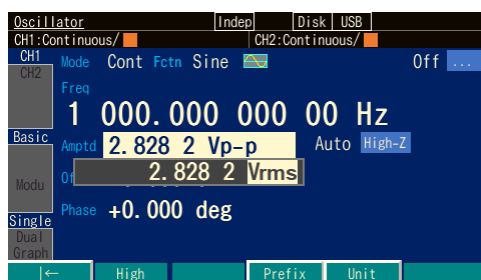 Oscillator Indep Disk USB
CH1:Continuous/ CH2:Continuous/
CH1 Mode Cont Fctn Sine Off ...
CH2
Freq
1 000.000 000 00 Hz
Basic Amptd 2.828 2 Vp-p Auto High-Z
2.828 2 Vrms
Modu Of
Phase +0.000 deg
Single
Dual
Graph
|← High Prefix Unit